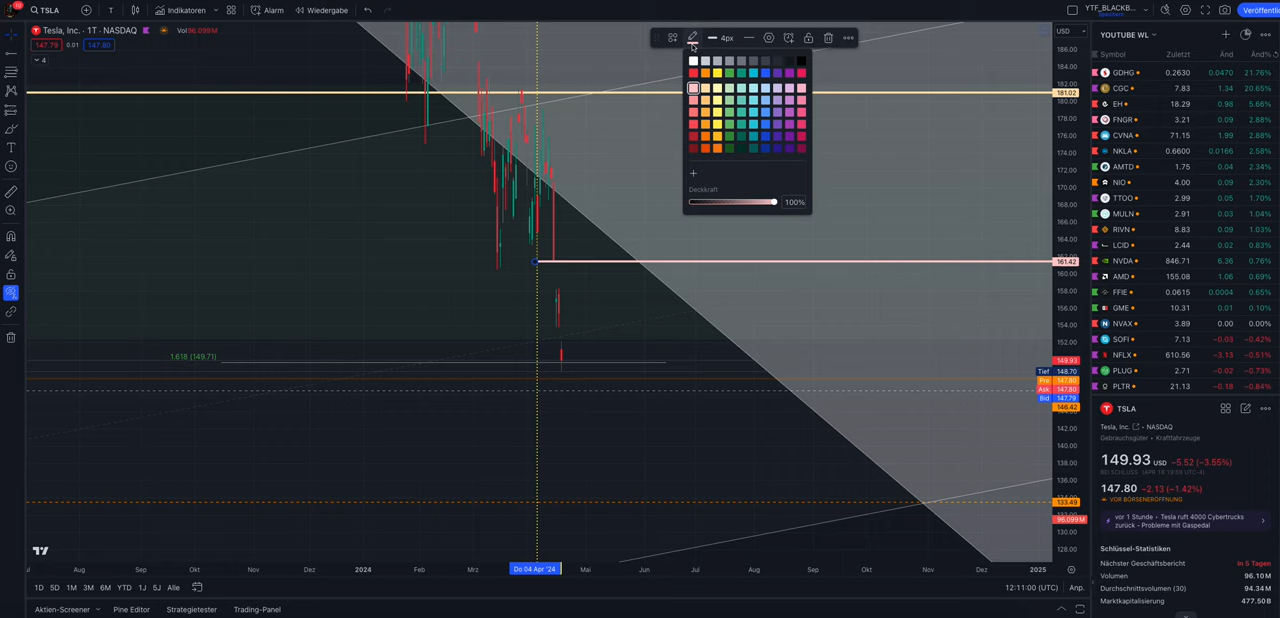 10
TSLA
T
Indikatoren
Alarm
Wiedergabe
YTF_BLACKB...
Speichern
Tesla, Inc. · 1T · NASDAQ
Vol 96.099M
147.79 0.01 147.80
4
4px
Deckkraft
100%
1.618 (149.71)
USD
186.00
184.00
182.00
181.02
180.00
178.00
176.00
174.00
172.00
170.00
168.00
166.00
164.00
161.42
160.00
158.00
156.00
154.00
152.00
149.93
Tief 148.70
Pre 147.80
Ask 147.80
Bid 147.79
146.42
142.00
140.00
138.00
136.00
133.49
96.099M
130.00
128.00
Aug Sep Okt Nov Dez 2024 Feb Mrz Do 04 Apr '24 Mai Jun Jul Aug Sep Okt Nov Dez 2025
1D 5D 1M 3M 6M YTD 1J 5J Alle
12:11:00 (UTC) Anp.
Aktien-Screener Pine Editor Strategietester Trading-Panel
YOUTUBE WL
Symbol Zuletzt Änd Änd%
GDHG 0.2630 0.0470 21.76%
CGC 7.83 1.34 20.65%
EH 18.29 0.98 5.66%
FNGR 3.21 0.09 2.88%
CVNA 71.15 1.99 2.88%
NKLA 0.6600 0.0166 2.58%
AMTD 1.75 0.04 2.34%
NIO 4.00 0.09 2.30%
TTOO 2.99 0.05 1.70%
MULN 2.91 0.03 1.04%
RIVN 8.83 0.09 1.03%
LCID 2.44 0.02 0.83%
NVDA 846.71 6.36 0.76%
AMD 155.08 1.06 0.69%
FFIE 0.0615 0.0004 0.65%
GME 10.31 0.01 0.10%
NVAX 3.89 0.00 0.00%
SOFI 7.13 −0.03 −0.42%
NFLX 610.56 −3.13 −0.51%
PLUG 2.71 −0.02 −0.73%
PLTR 21.13 −0.18 −0.84%
TSLA
Tesla, Inc. · NASDAQ
Gebrauchsgüter · Kraftfahrzeuge
149.93 USD −5.52 (−3.55%)
147.80 −2.13 (−1.42%)
VOR BÖRSENERÖFFNUNG
vor 1 Stunde · Tesla ruft 4000 Cybertrucks
zurück - Probleme mit Gaspedal
Schlüssel-Statistiken
Nächster Geschäftsbericht In 5 Tagen
Volumen 96.10M
Durchschnittsvolumen (30) 94.34M
Marktkapitalisierung 477.50B